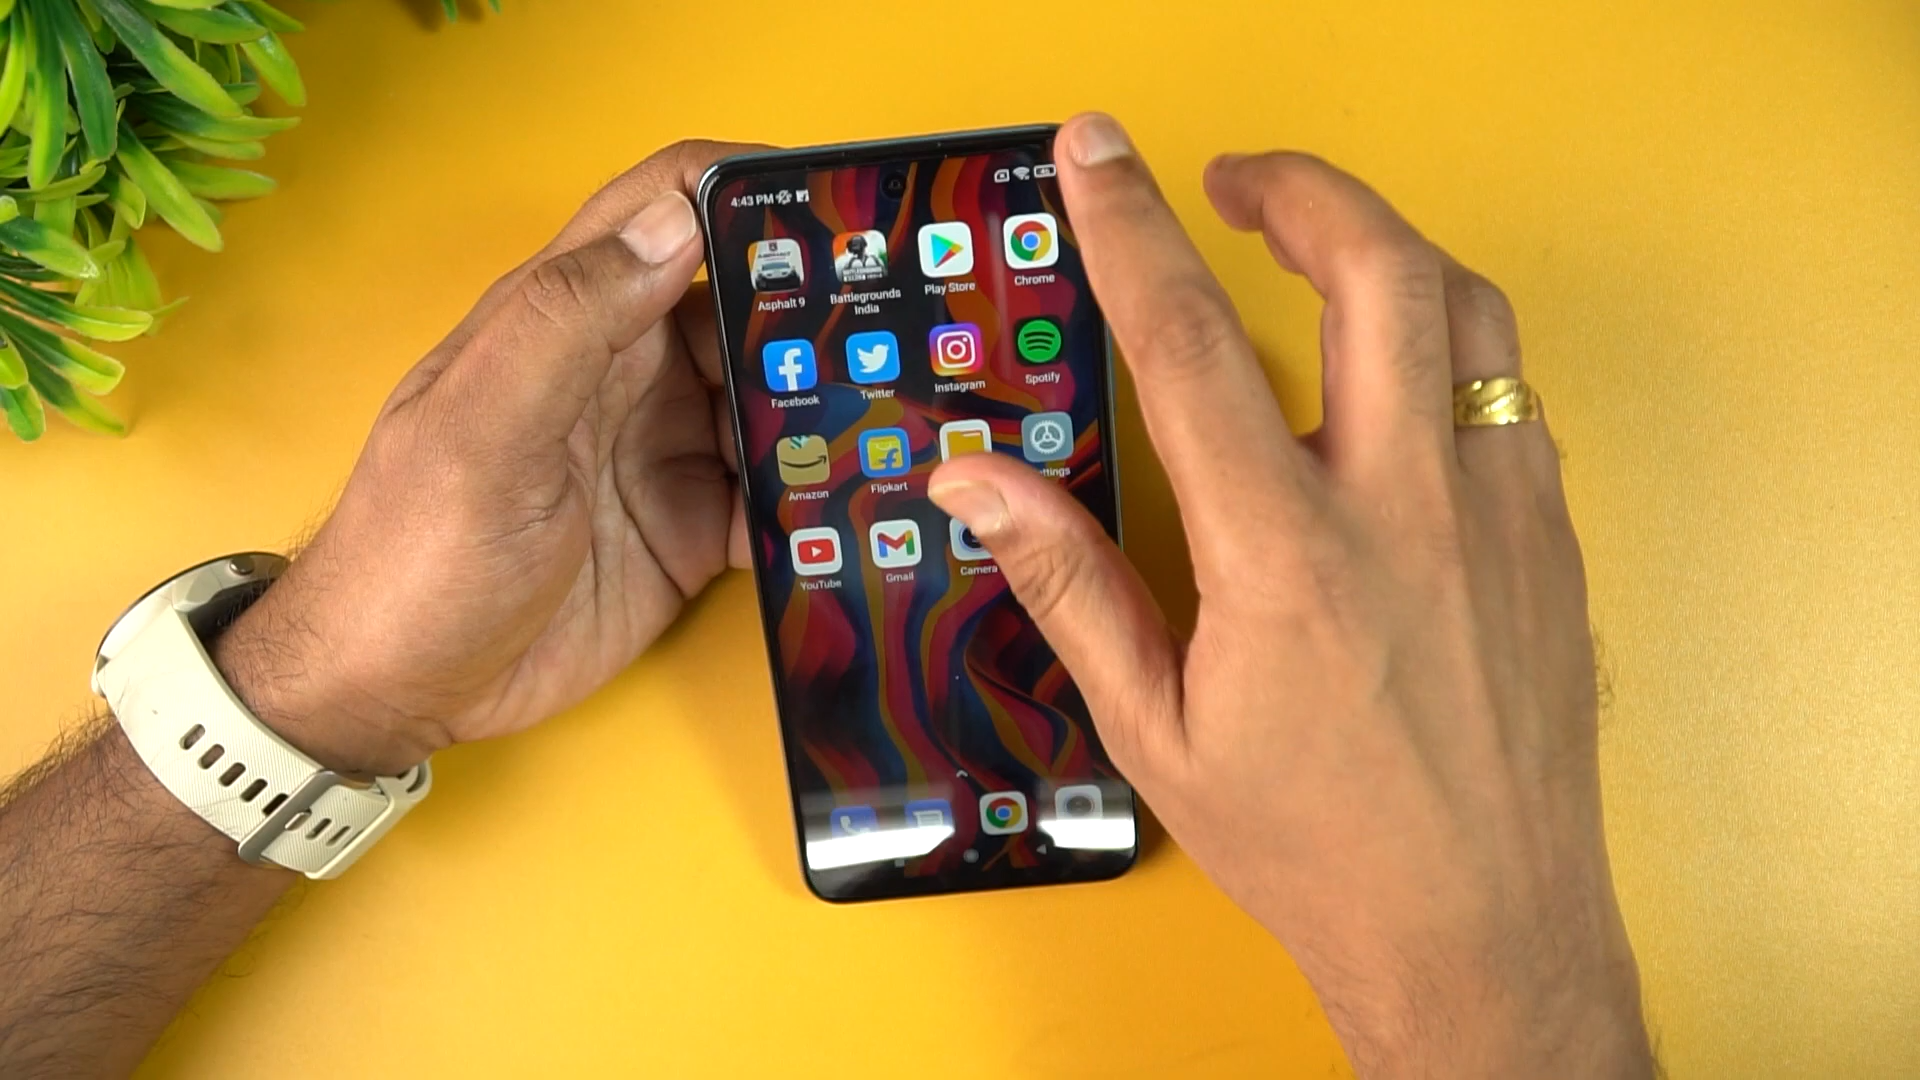 4:43 PM
Asphalt 9
Battlegrounds
India
Play Store
Chrome
Facebook
Twitter
Instagram
Spotify
Amazon
Flipkart
ttings
YouTube
Gmail
Camera